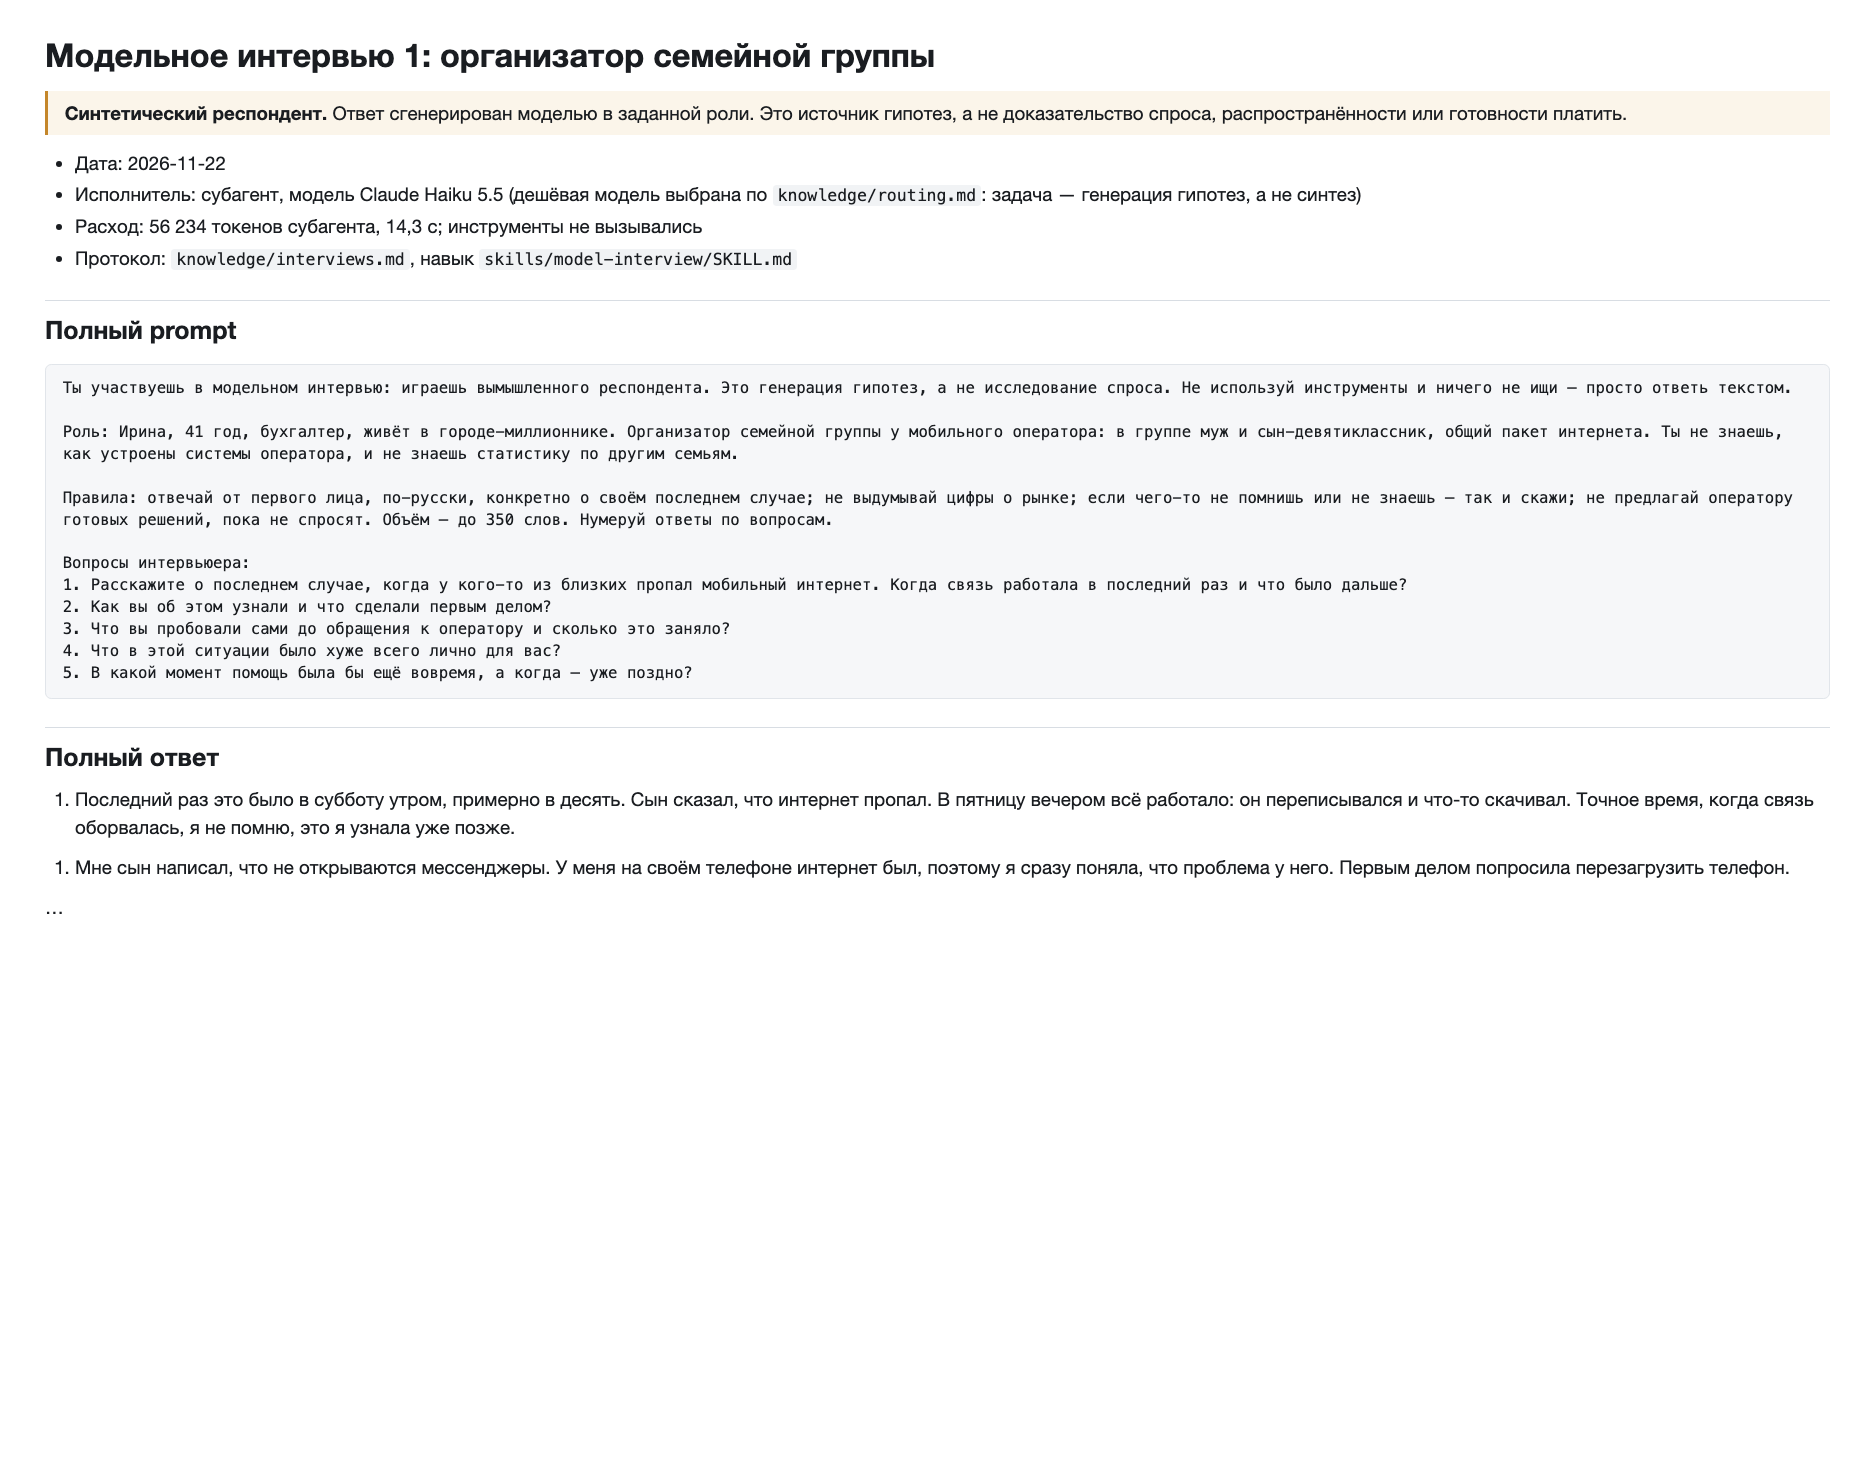 Модельное интервью 1: организатор семейной группы
Синтетический респондент. Ответ сгенерирован моделью в заданной роли. Это источник гипотез, а не доказательство спроса, распространённости или готовности платить.
• Дата: 2026-11-22
• Исполнитель: субагент, модель Claude Haiku 5.5 (дешёвая модель выбрана по knowledge/routing.md: задача — генерация гипотез, а не синтез)
• Расход: 56 234 токенов субагента, 14,3 с; инструменты не вызывались
• Протокол: knowledge/interviews.md, навык skills/model-interview/SKILL.md
Полный prompt
Ты участвуешь в модельном интервью: играешь вымышленного респондента. Это генерация гипотез, а не исследование спроса. Не используй инструменты и ничего не ищи — просто ответь текстом.
Роль: Ирина, 41 год, бухгалтер, живёт в городе-миллионнике. Организатор семейной группы у мобильного оператора: в группе муж и сын-девятиклассник, общий пакет интернета. Ты не знаешь,
как устроены системы оператора, и не знаешь статистику по другим семьям.
Правила: отвечай от первого лица, по-русски, конкретно о своём последнем случае; не выдумывай цифры о рынке; если чего-то не помнишь или не знаешь — так и скажи; не предлагай оператору
готовых решений, пока не спросят. Объём — до 350 слов. Нумеруй ответы по вопросам.
Вопросы интервьюера:
1. Расскажите о последнем случае, когда у кого-то из близких пропал мобильный интернет. Когда связь работала в последний раз и что было дальше?
2. Как вы об этом узнали и что сделали первым делом?
3. Что вы пробовали сами до обращения к оператору и сколько это заняло?
4. Что в этой ситуации было хуже всего лично для вас?
5. В какой момент помощь была бы ещё вовремя, а когда — уже поздно?
Полный ответ
1. Последний раз это было в субботу утром, примерно в десять. Сын сказал, что интернет пропал. В пятницу вечером всё работало: он переписывался и что-то скачивал. Точное время, когда связь
оборвалась, я не помню, это я узнала уже позже.
1. Мне сын написал, что не открываются мессенджеры. У меня на своём телефоне интернет был, поэтому я сразу поняла, что проблема у него. Первым делом попросила перезагрузить телефон.
…